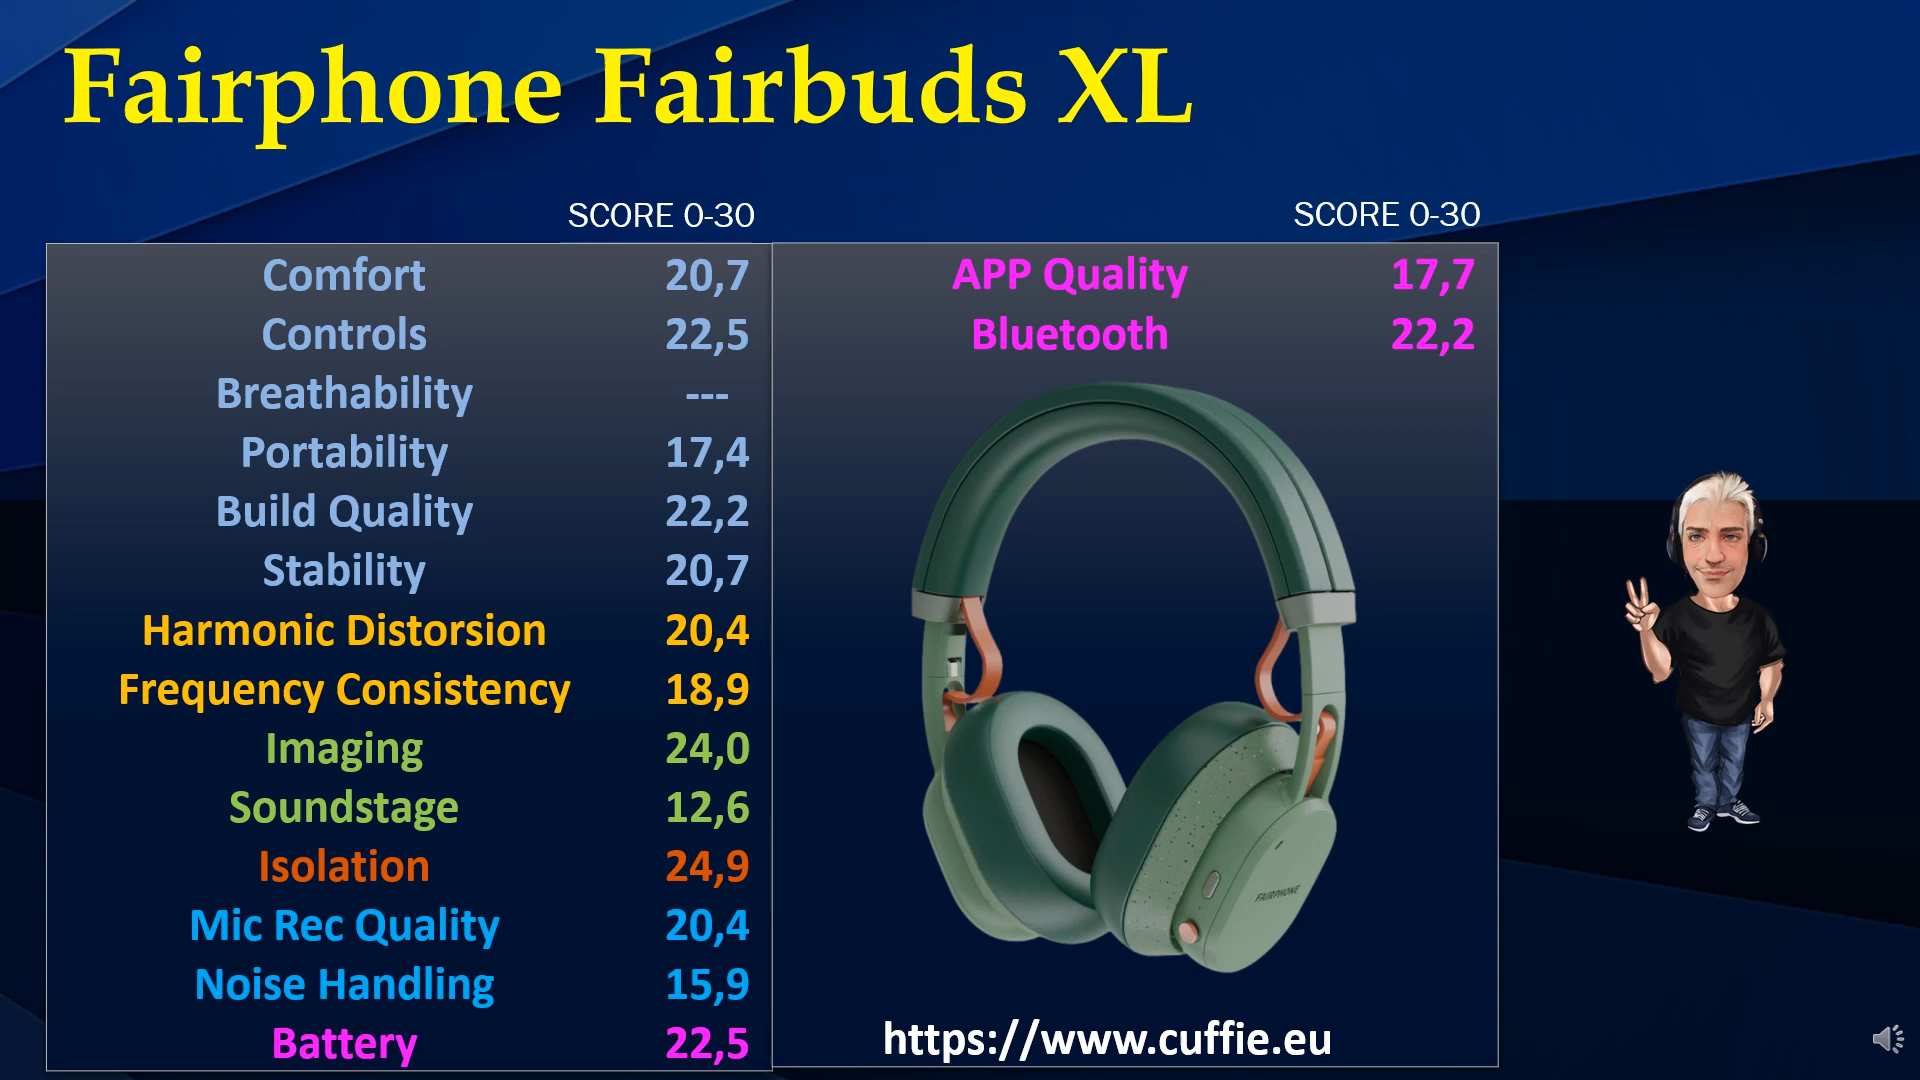 Fairphone Fairbuds XL
SCORE 0-30
Comfort 20,7
Controls 22,5
Breathability ---
Portability 17,4
Build Quality 22,2
Stability 20,7
Harmonic Distorsion 20,4
Frequency Consistency 18,9
Imaging 24,0
Soundstage 12,6
Isolation 24,9
Mic Rec Quality 20,4
Noise Handling 15,9
Battery 22,5
SCORE 0-30
APP Quality 17,7
Bluetooth 22,2
FAIRPHONE
https://www.cuffie.eu